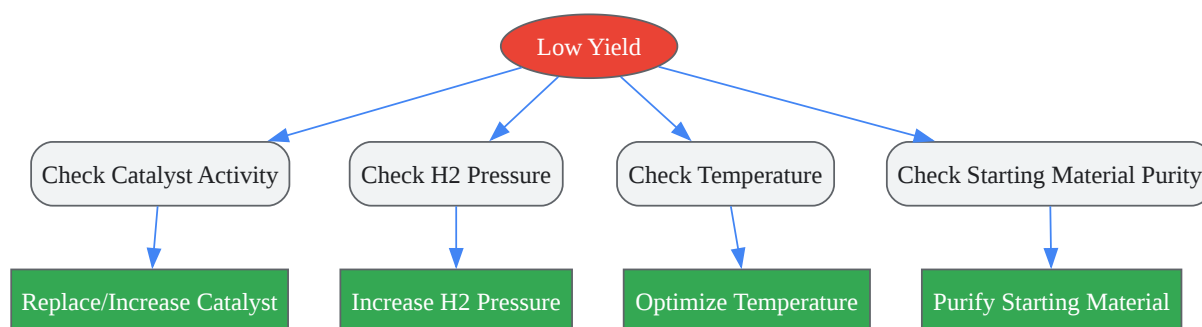 Low Yield
Check Catalyst Activity
Check H2 Pressure
Check Temperature
Check Starting Material Purity
Replace/Increase Catalyst
Increase H2 Pressure
Optimize Temperature
Purify Starting Material